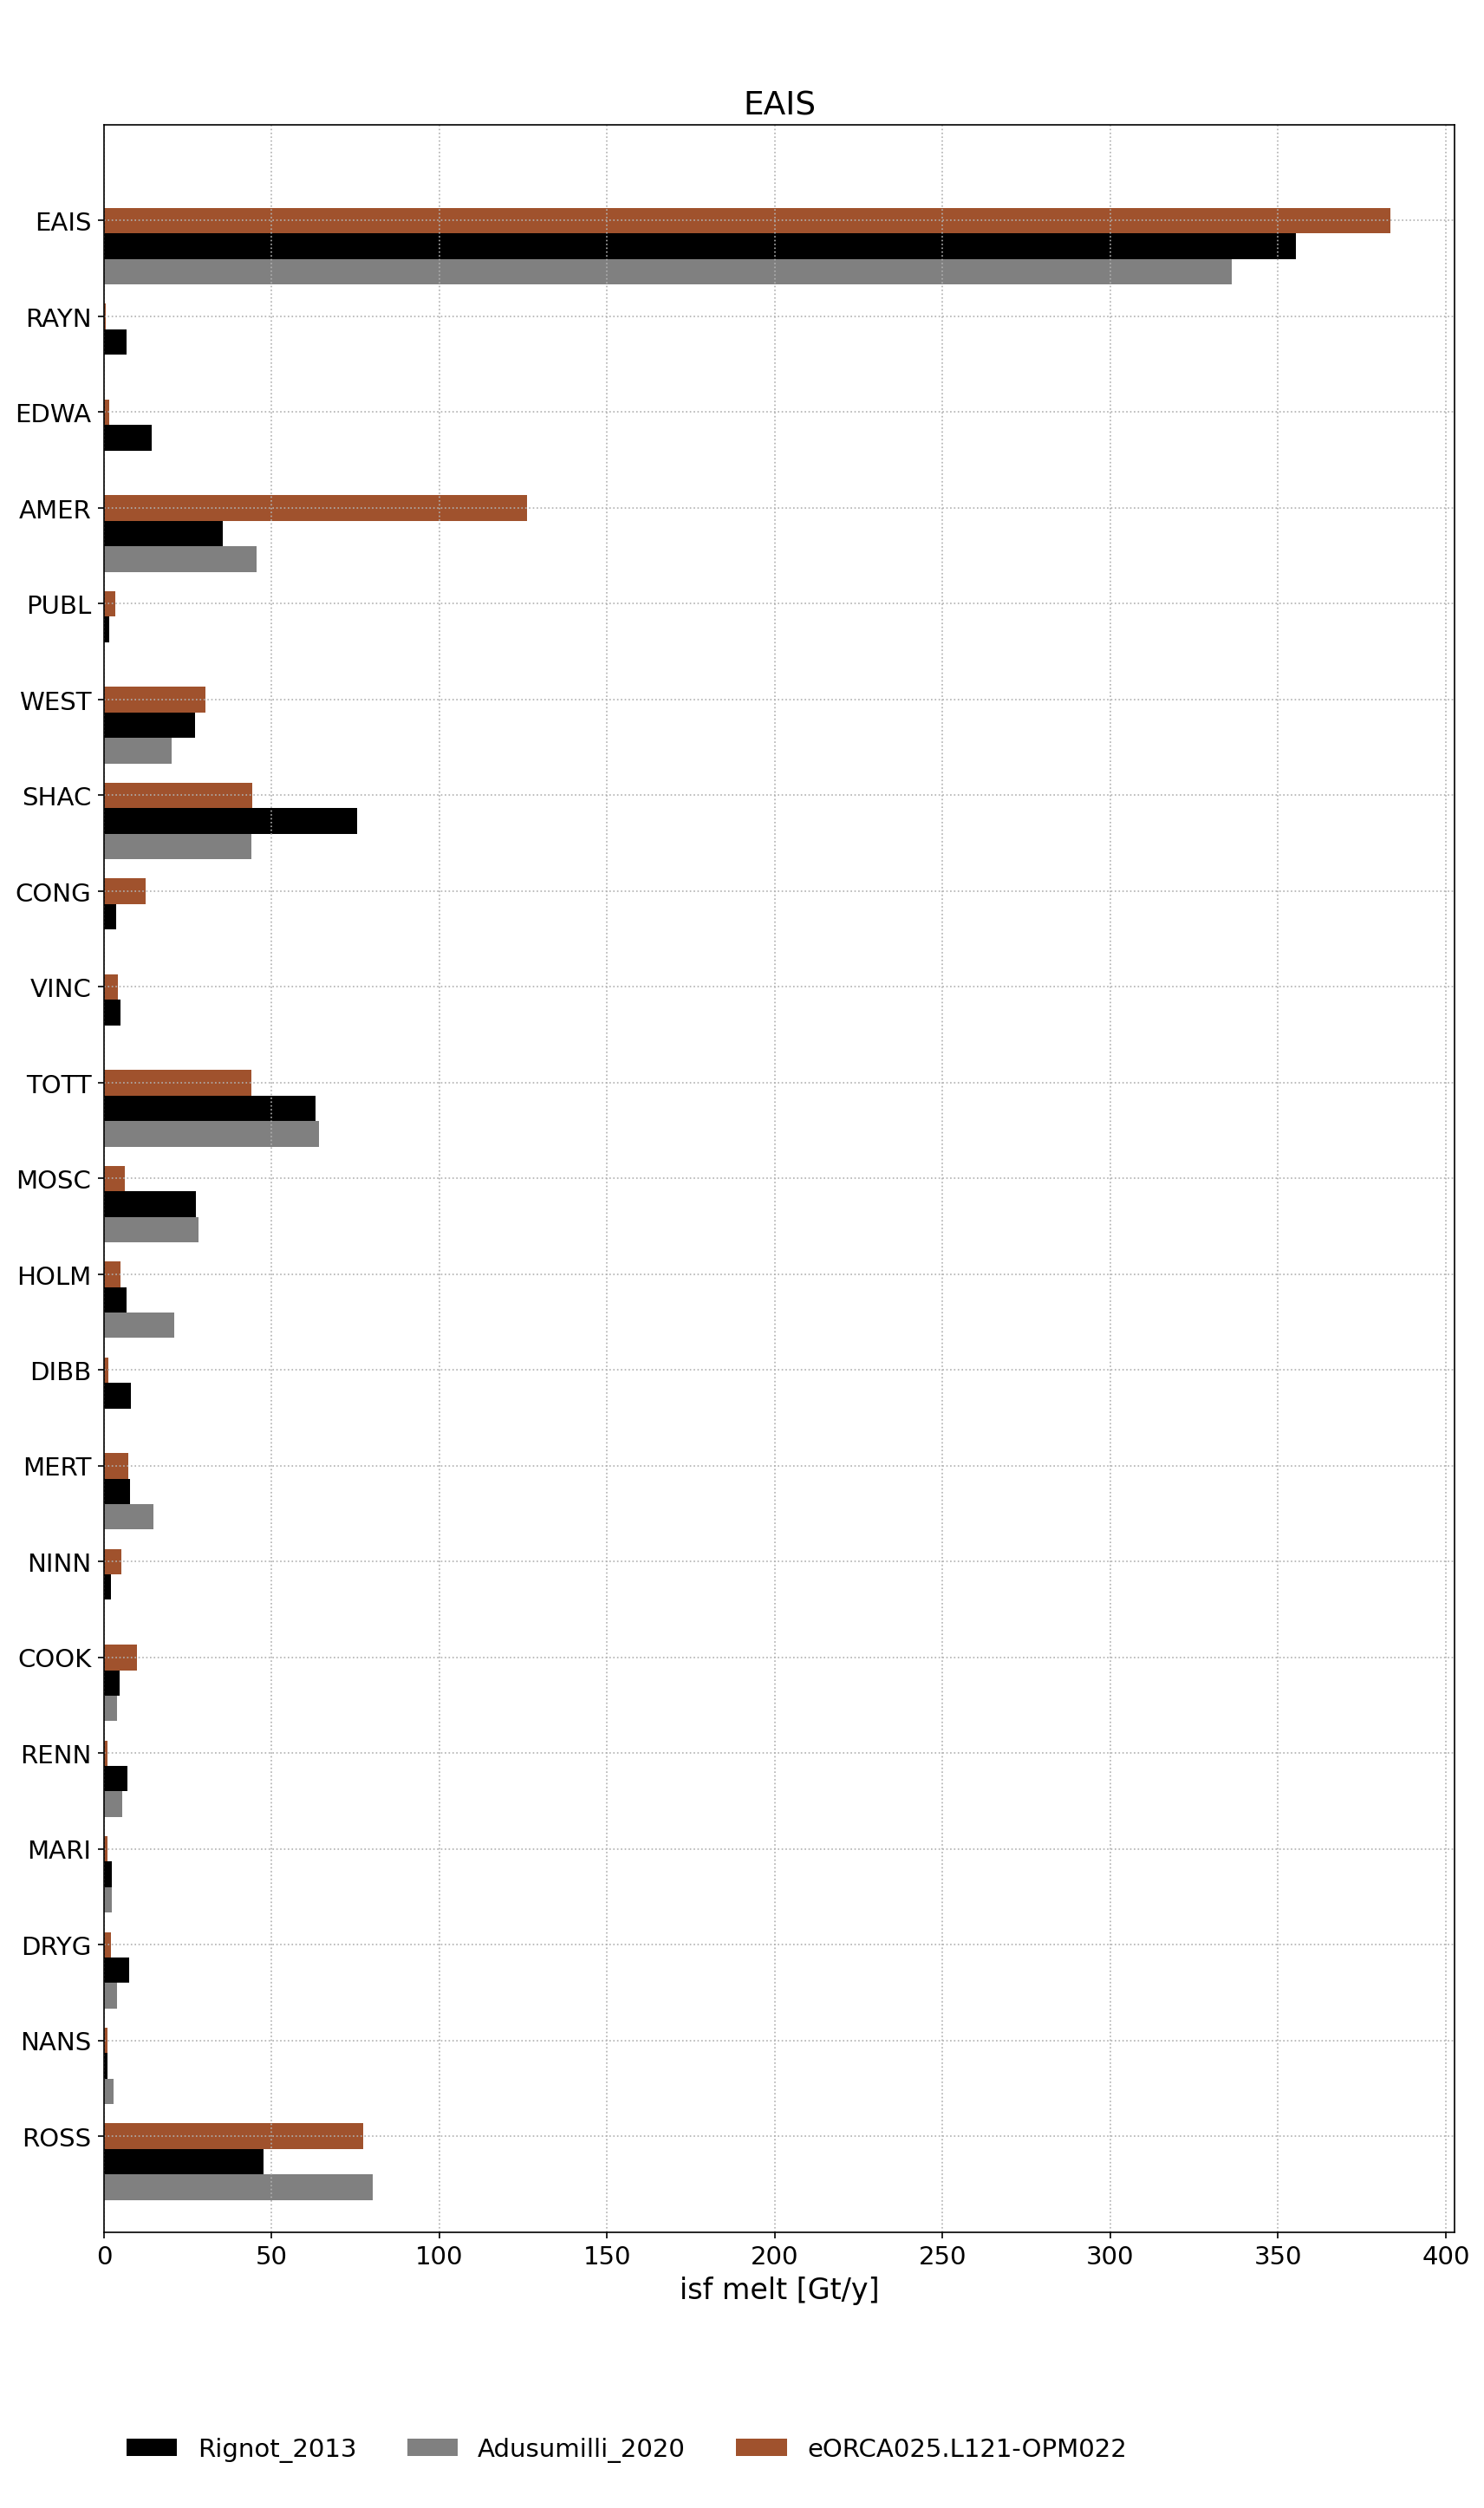 EAIS
EAIS
RAYN
EDWA
AMER
PUBL
WEST
SHAC
CONG
VINC
TOTT
MOSC
HOLM
DIBB
MERT
NINN
COOK
RENN
MARI
DRYG
NANS
ROSS
0 50 100 150 200 250 300 350 400
isf melt [Gt/y]
Rignot_2013 Adusumilli_2020 eORCA025.L121-OPM022